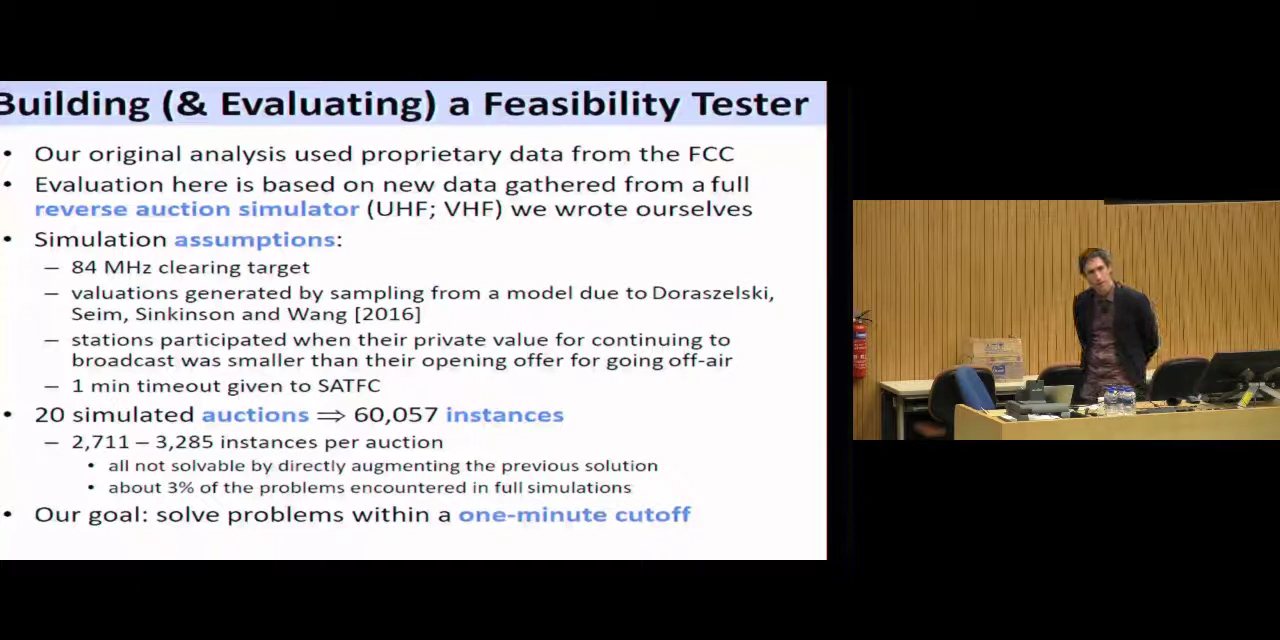 Building (& Evaluating) a Feasibility Tester
• Our original analysis used proprietary data from the FCC
• Evaluation here is based on new data gathered from a full
reverse auction simulator (UHF; VHF) we wrote ourselves
• Simulation assumptions:
– 84 MHz clearing target
– valuations generated by sampling from a model due to Doraszelski,
Seim, Sinkinson and Wang [2016]
– stations participated when their private value for continuing to
broadcast was smaller than their opening offer for going off-air
– 1 min timeout given to SATFC
• 20 simulated auctions ⇒ 60,057 instances
– 2,711 – 3,285 instances per auction
• all not solvable by directly augmenting the previous solution
• about 3% of the problems encountered in full simulations
• Our goal: solve problems within a one-minute cutoff